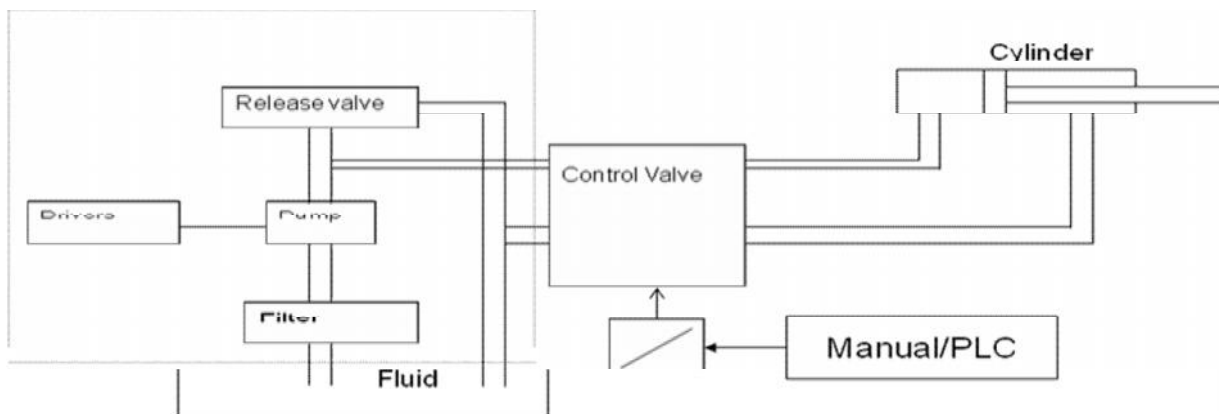 Cylinder
Release valve
Control Valve
Drivers
Pump
Filter
Manual/PLC
Fluid